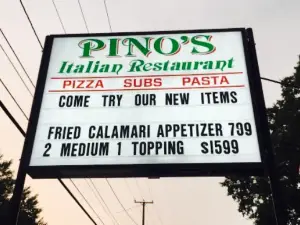 PINO'S
Italian Restaurant
PIZZA SUBS PASTA
COME TRY OUR NEW ITEMS
FRIED CALAMARI APPETIZER 799
2 MEDIUM 1 TOPPING $1599